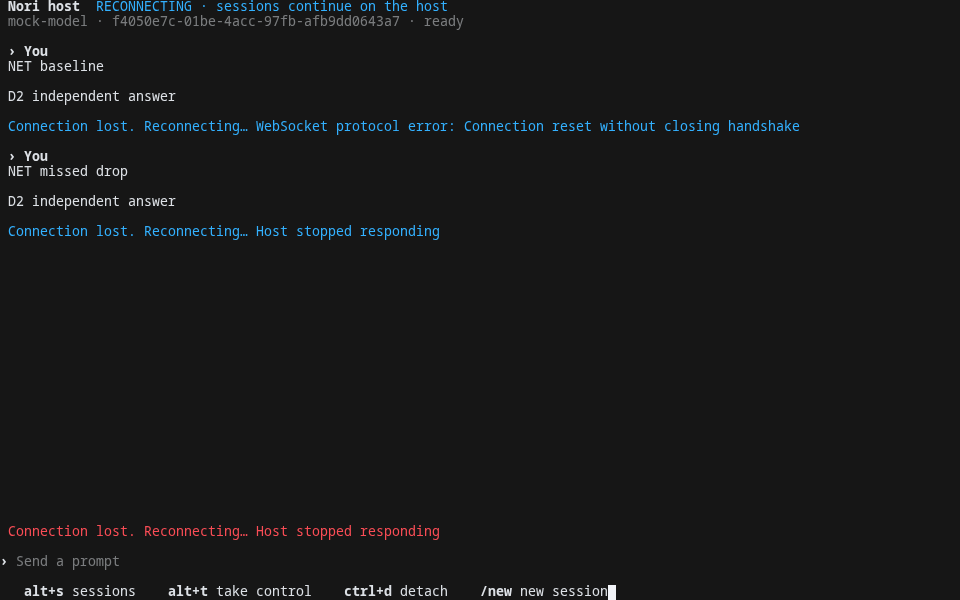 Nori host  RECONNECTING · sessions continue on the host
mock-model · f4050e7c-01be-4acc-97fb-afb9dd0643a7 · ready
› You
NET baseline
D2 independent answer
Connection lost. Reconnecting… WebSocket protocol error: Connection reset without closing handshake
› You
NET missed drop
D2 independent answer
Connection lost. Reconnecting… Host stopped responding
Connection lost. Reconnecting… Host stopped responding
› Send a prompt
alt+s sessions    alt+t take control    ctrl+d detach    /new new session